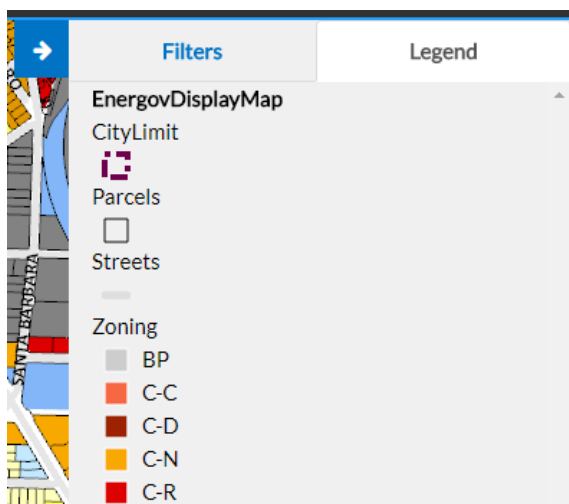 Filters
Legend
EnergovDisplayMap
CityLimit
Parcels
Streets
Zoning
BP
C-C
C-D
C-N
C-R
SANTA BARBARA